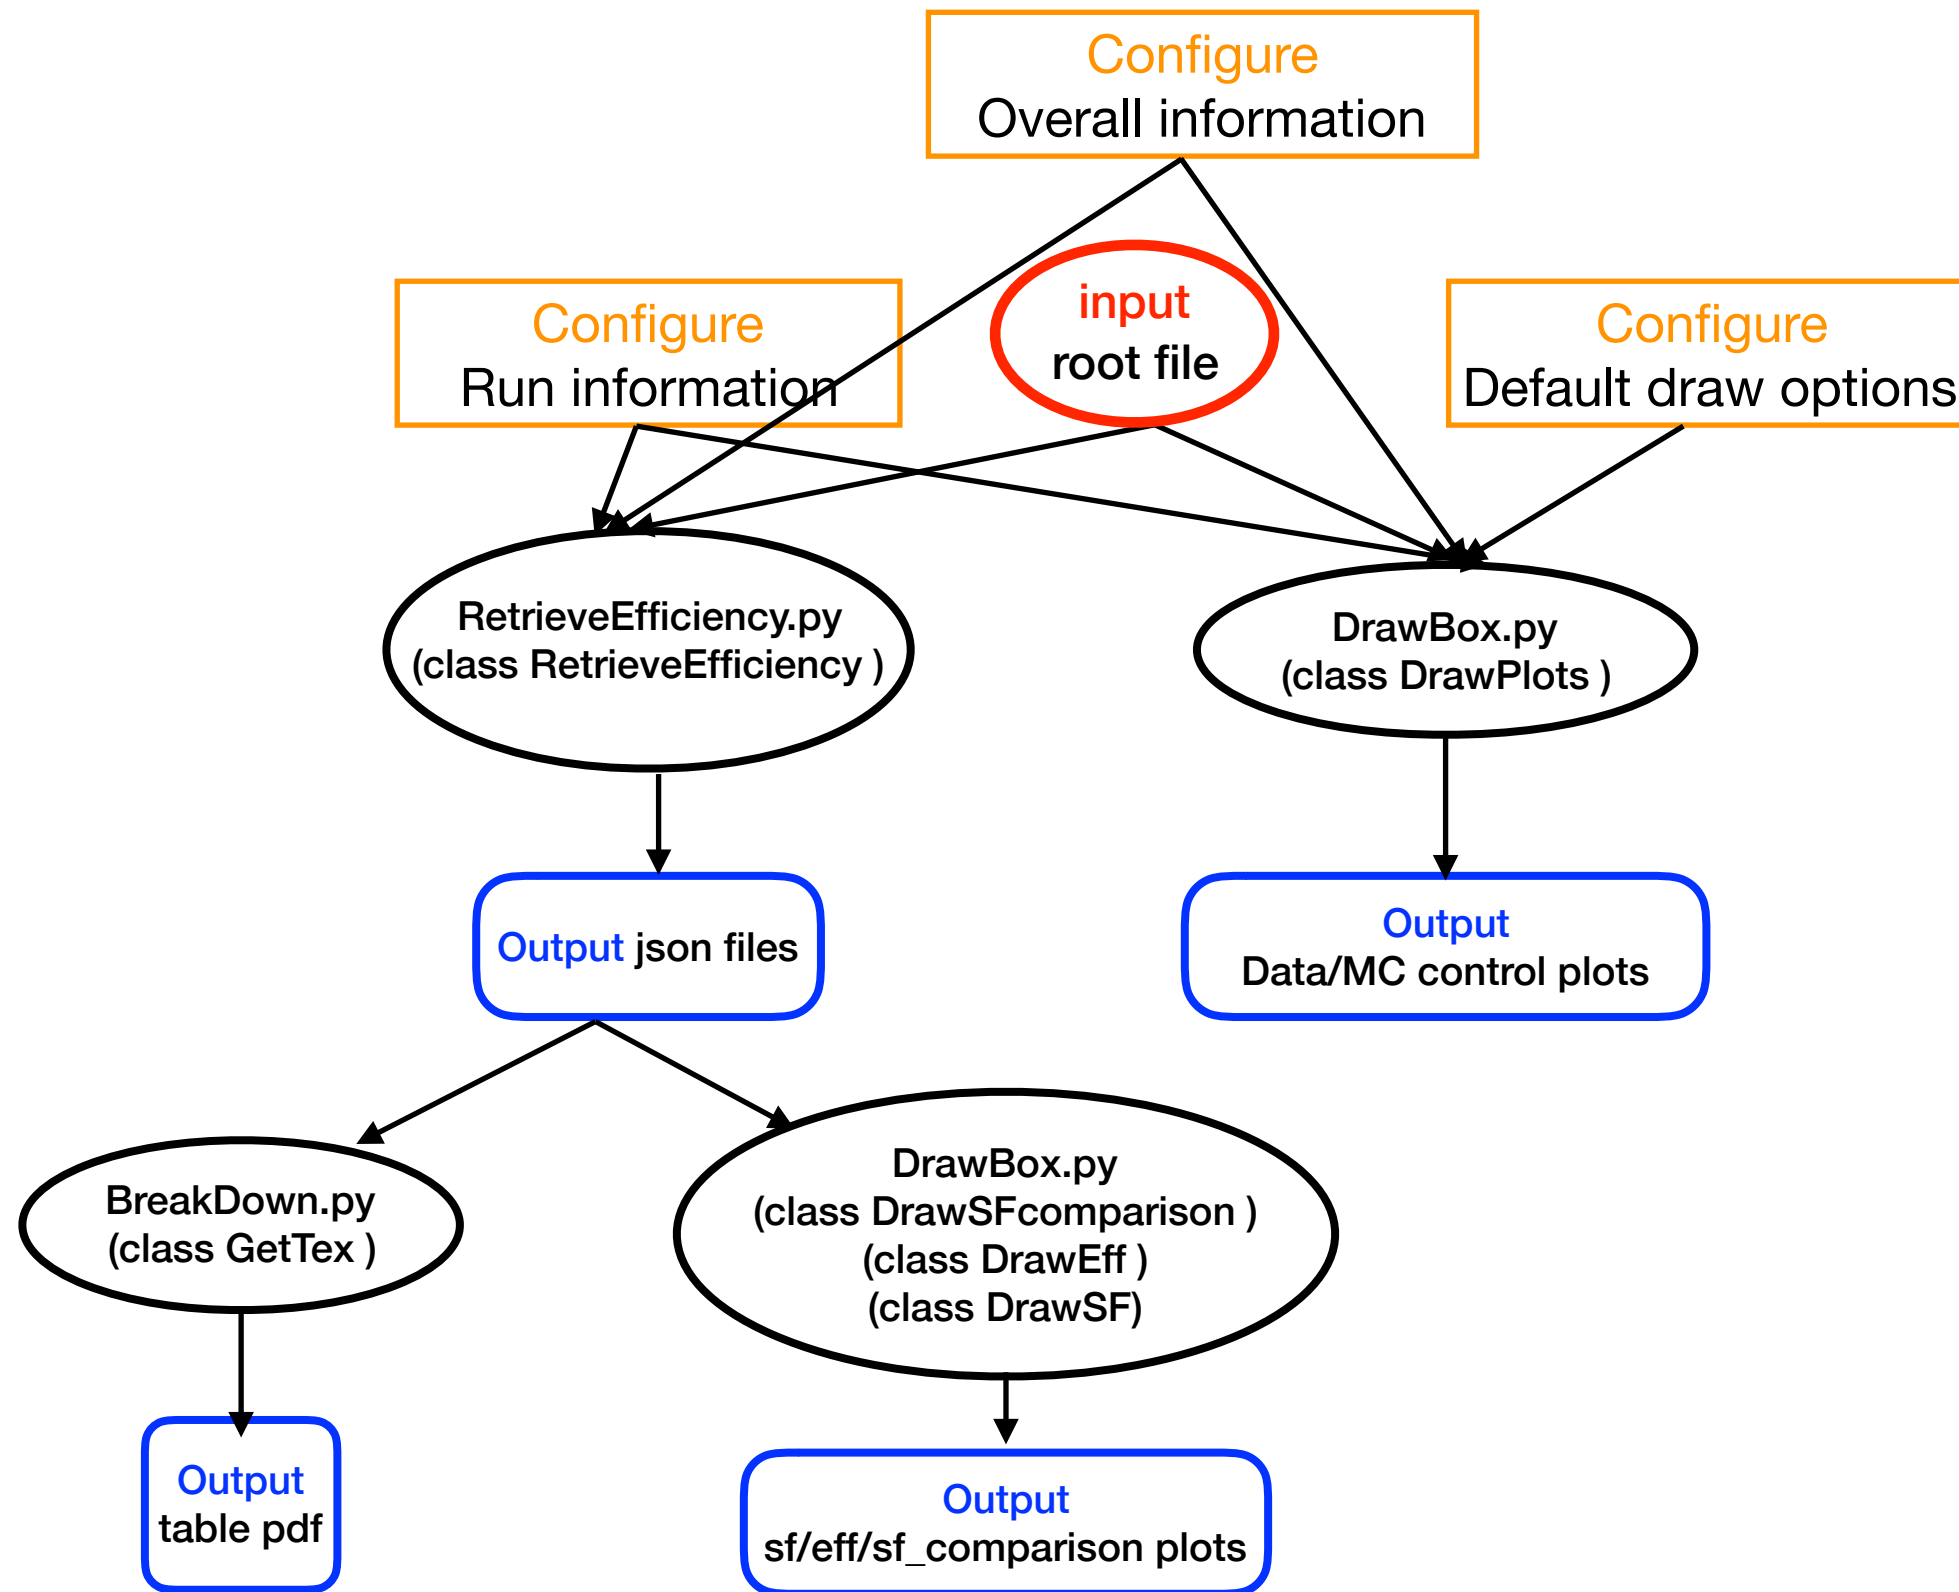 Configure
Overall information
Configure
Run information
input
root file
Configure
Default draw options
RetrieveEfficiency.py
(class RetrieveEfficiency )
DrawBox.py
(class DrawPlots )
Output json files
Output
Data/MC control plots
BreakDown.py
(class GetTex )
DrawBox.py
(class DrawSFcomparison )
(class DrawEff )
(class DrawSF)
Output
table pdf
Output
sf/eff/sf_comparison plots